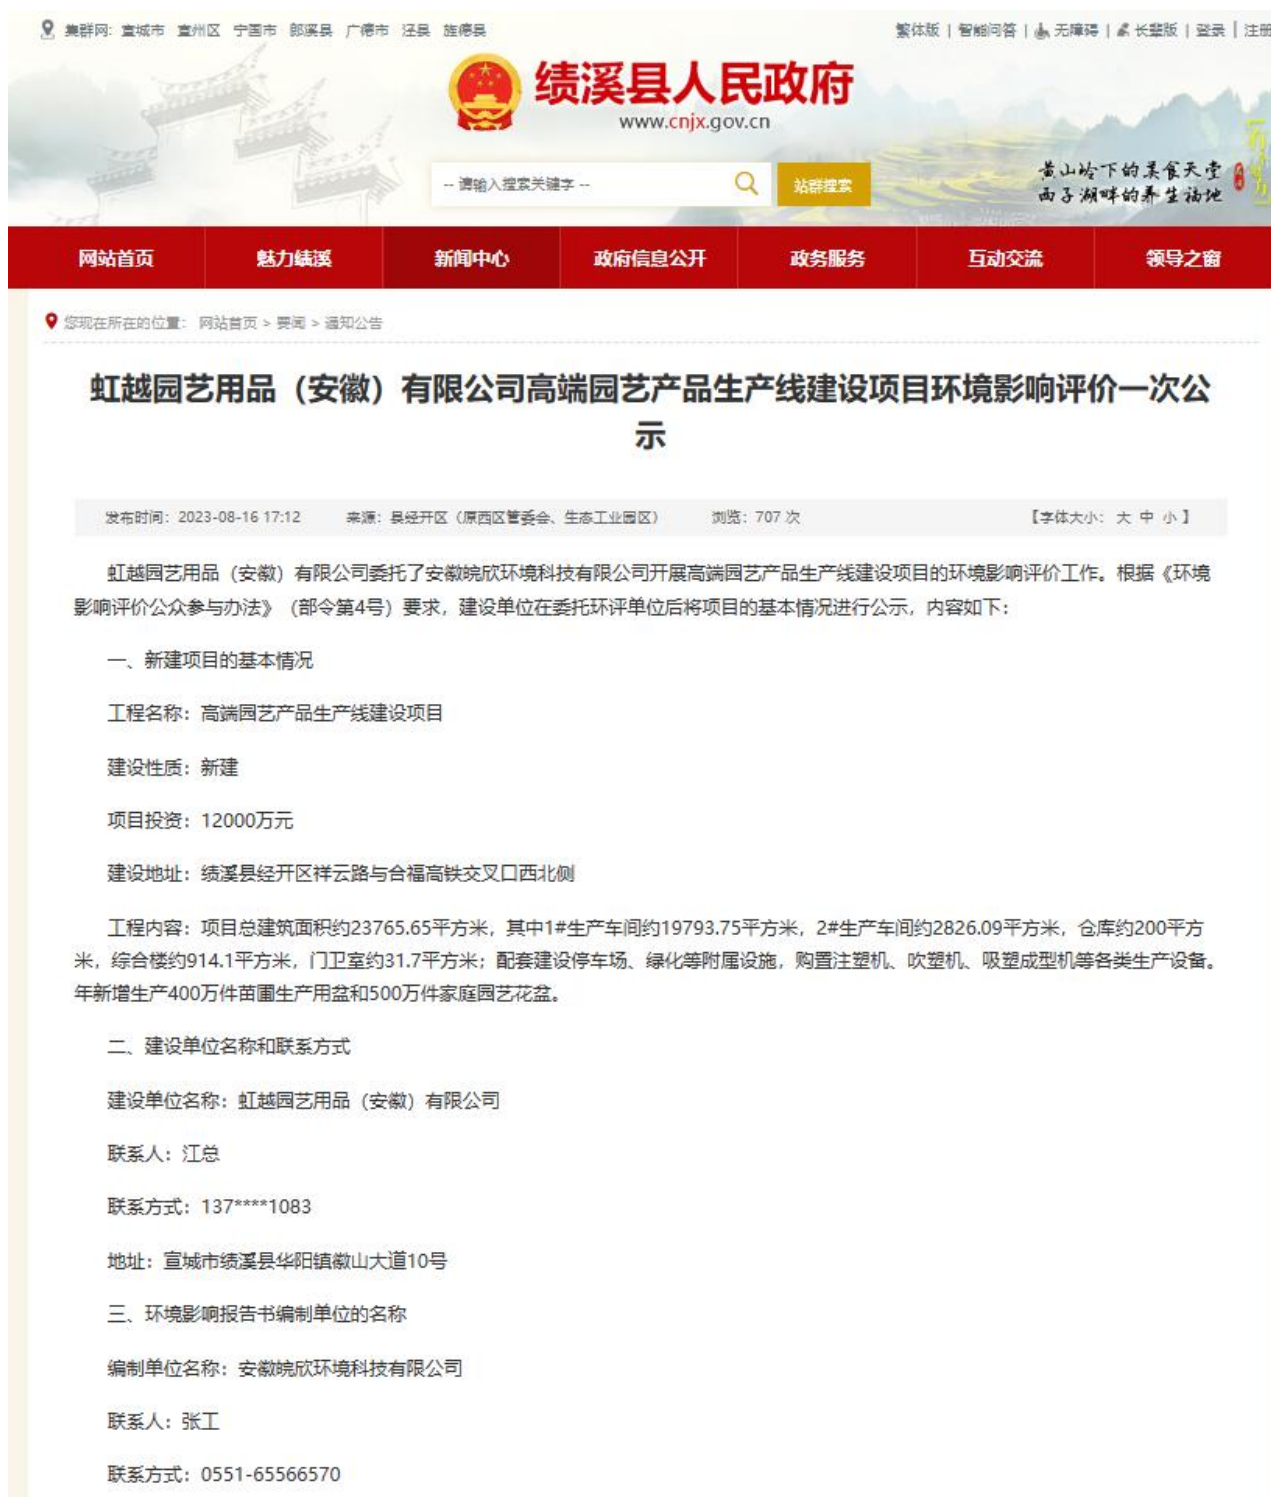 集群网: 宣城市 宣州区 宁国市 郎溪县 广德市 泾县 旌德县
繁体版 | 智能问答 | 无障碍 | 长辈版 | 登录 | 注册
绩溪县人民政府
www.cnjx.gov.cn
-- 请输入搜索关键字 --
站群搜索
黄山脚下的美食天堂
西子湖畔的养生福地
网站首页 魅力绩溪 新闻中心 政府信息公开 政务服务 互动交流 领导之窗
您现在所在的位置: 网站首页 > 要闻 > 通知公告
虹越园艺用品（安徽）有限公司高端园艺产品生产线建设项目环境影响评价一次公
示
发布时间：2023-08-16 17:12 来源：县经开区（原西区管委会、生态工业园区） 浏览：707 次 【字体大小： 大 中 小 】
虹越园艺用品（安徽）有限公司委托了安徽皖欣环境科技有限公司开展高端园艺产品生产线建设项目的环境影响评价工作。根据《环境
影响评价公众参与办法》（部令第4号）要求，建设单位在委托环评单位后将项目的基本情况进行公示，内容如下：
一、新建项目的基本情况
工程名称：高端园艺产品生产线建设项目
建设性质：新建
项目投资：12000万元
建设地址：绩溪县经开区祥云路与合福高铁交叉口西北侧
工程内容：项目总建筑面积约23765.65平方米，其中1#生产车间约19793.75平方米，2#生产车间约2826.09平方米，仓库约200平方
米，综合楼约914.1平方米，门卫室约31.7平方米；配套建设停车场、绿化等附属设施，购置注塑机、吹塑机、吸塑成型机等各类生产设备。
年新增生产400万件苗圃生产用盆和500万件家庭园艺花盆。
二、建设单位名称和联系方式
建设单位名称：虹越园艺用品（安徽）有限公司
联系人：江总
联系方式：137****1083
地址：宣城市绩溪县华阳镇徽山大道10号
三、环境影响报告书编制单位的名称
编制单位名称：安徽皖欣环境科技有限公司
联系人：张工
联系方式：0551-65566570